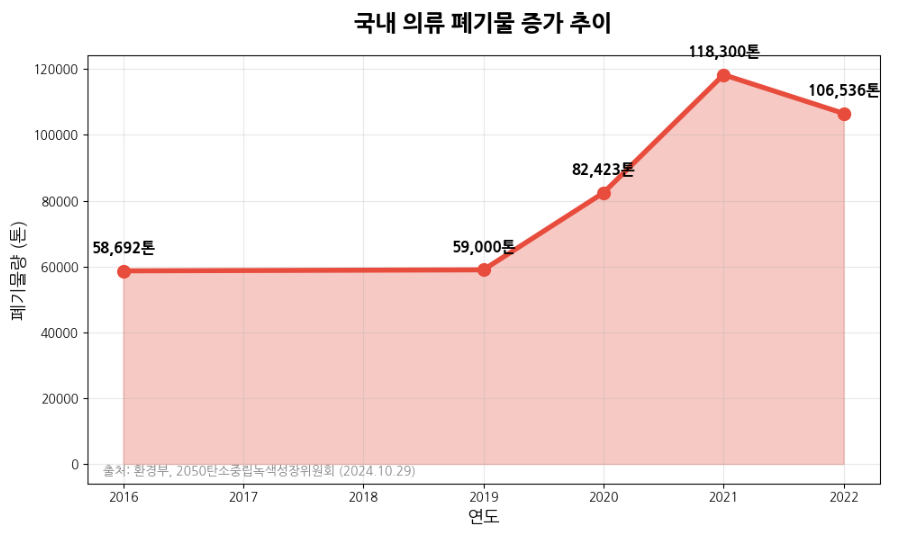 국내 의류 폐기물 증가 추이
118,300톤
106,536톤
82,423톤
58,692톤
59,000톤
폐기물량 (톤)
120000
100000
80000
60000
40000
20000
0
출처: 환경부, 2050탄소중립녹색성장위원회 (2024.10.29)
2016 2017 2018 2019 2020 2021 2022
연도